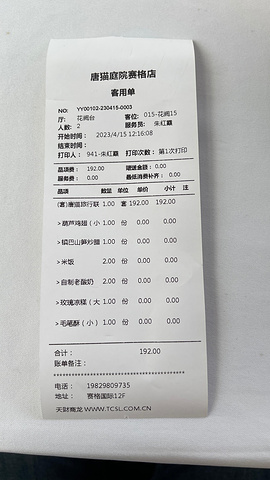 唐猫庭院赛格店
客用单
NO: YY00102-230415-0003
厅: 花阁台 客位: 015-花阁15
人数: 2 服务员: 朱红霞
开始时间: 2023/4/15 12:16:08
结束时间:
打印人: 941-朱红霞 打印次数: 第1次打印
品项费: 192.00 赠送金额: 0.00
服务费: 0.00 最低消费补齐: 0.00
品项 数量 单位 单价 小计 注
(套)唐猫旅行联 1.00 套 192.00 192.00
>葫芦鸡翅(小 1.00 份 0.00 0.00
>镇巴山笋炒腊 1.00 份 0.00 0.00
>米饭 2.00 份 0.00 0.00
>自制老酸奶 2.00 份 0.00 0.00
>玫瑰凉糕(大 1.00 份 0.00 0.00
>毛笔酥(小) 1.00 份 0.00 0.00
合计: 192.00
账单备注:
电话: 19829809735
地址: 赛格国际12F
天财商龙 WWW.TCSL.COM.CN